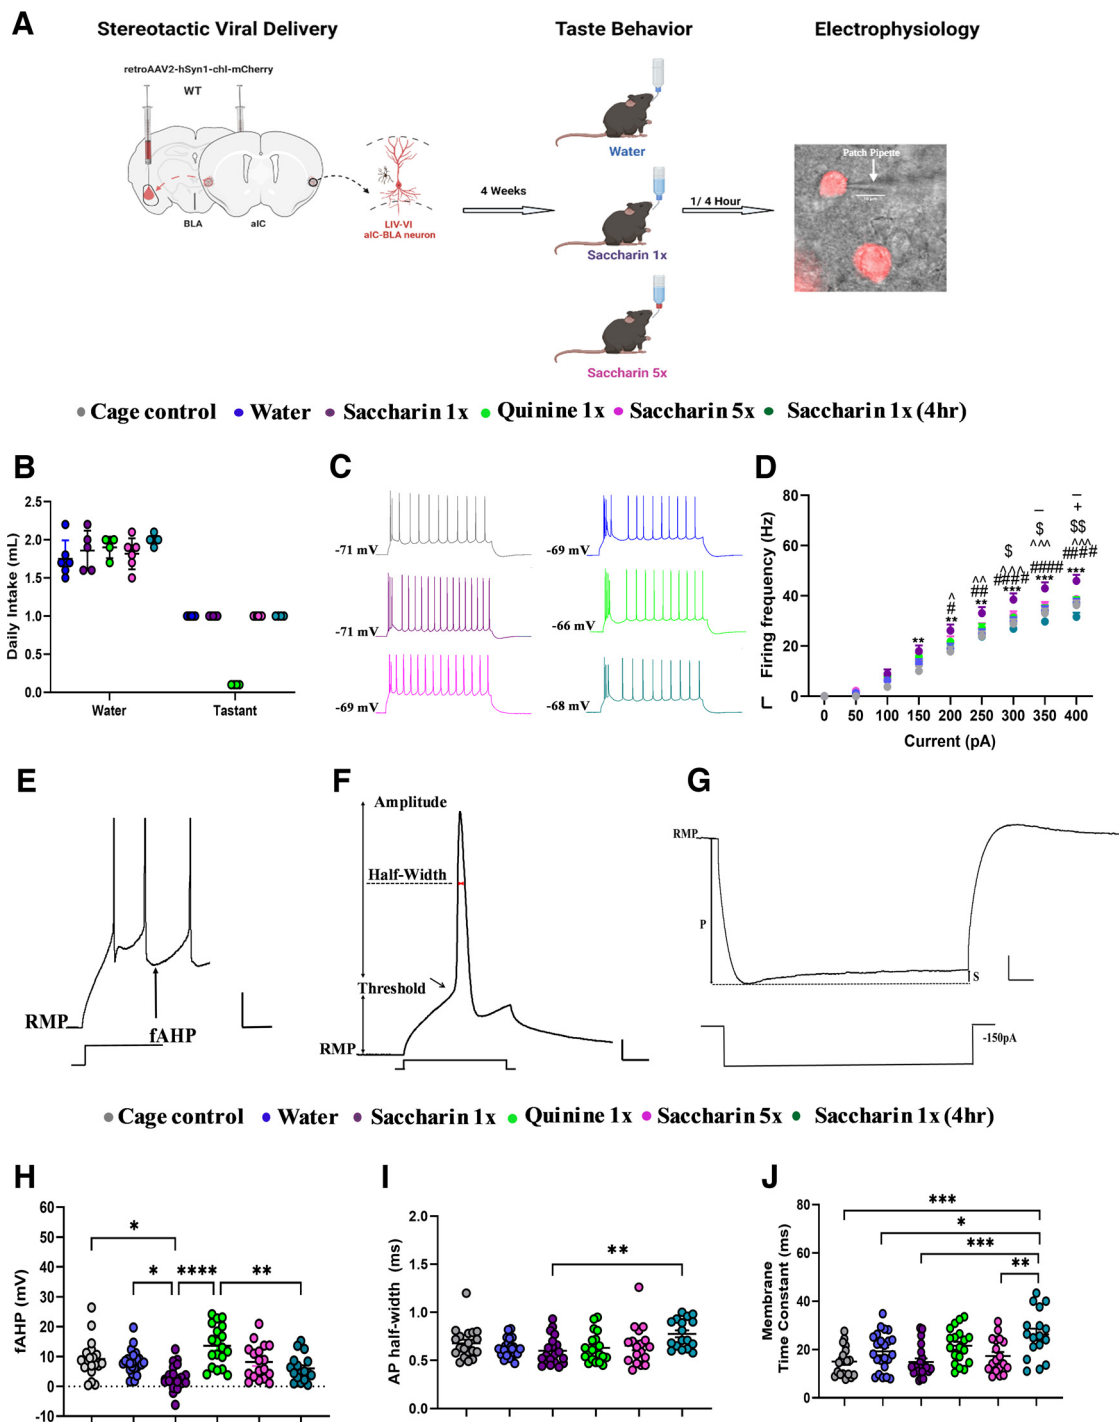 A
Stereotactic Viral Delivery
Taste Behavior
Electrophysiology
retroAAV2-hSyn1-chI-mCherry
WT
BLA
aIC
LIV-VI
aIC-BLA neuron
4 Weeks
Water
Saccharin 1x
Saccharin 5x
1/ 4 Hour
Patch Pipette
Cage control Water Saccharin 1x Quinine 1x Saccharin 5x Saccharin 1x (4hr)
B
Daily Intake (mL)
2.5
2.0
1.5
1.0
0.5
0.0
Water Tastant
C
-71 mV
-69 mV
-71 mV
-66 mV
-69 mV
-68 mV
D
Firing frequency (Hz)
80
60
40
20
0
**
^
#
**
^^
##
**
$
^^^
####
***
–
$
^^^
####
***
–
+
$$
^^^
####
***
0 50 100 150 200 250 300 350 400
Current (pA)
E
RMP
fAHP
F
Amplitude
Half-Width
Threshold
RMP
G
RMP
P
S
-150pA
Cage control Water Saccharin 1x Quinine 1x Saccharin 5x Saccharin 1x (4hr)
H
fAHP (mV)
60
50
40
30
20
10
0
-10
*
* **** **
I
AP half-width (ms)
2.0
1.5
1.0
0.5
0.0
**
J
Membrane
Time Constant (ms)
80
60
40
20
0
***
*
***
**